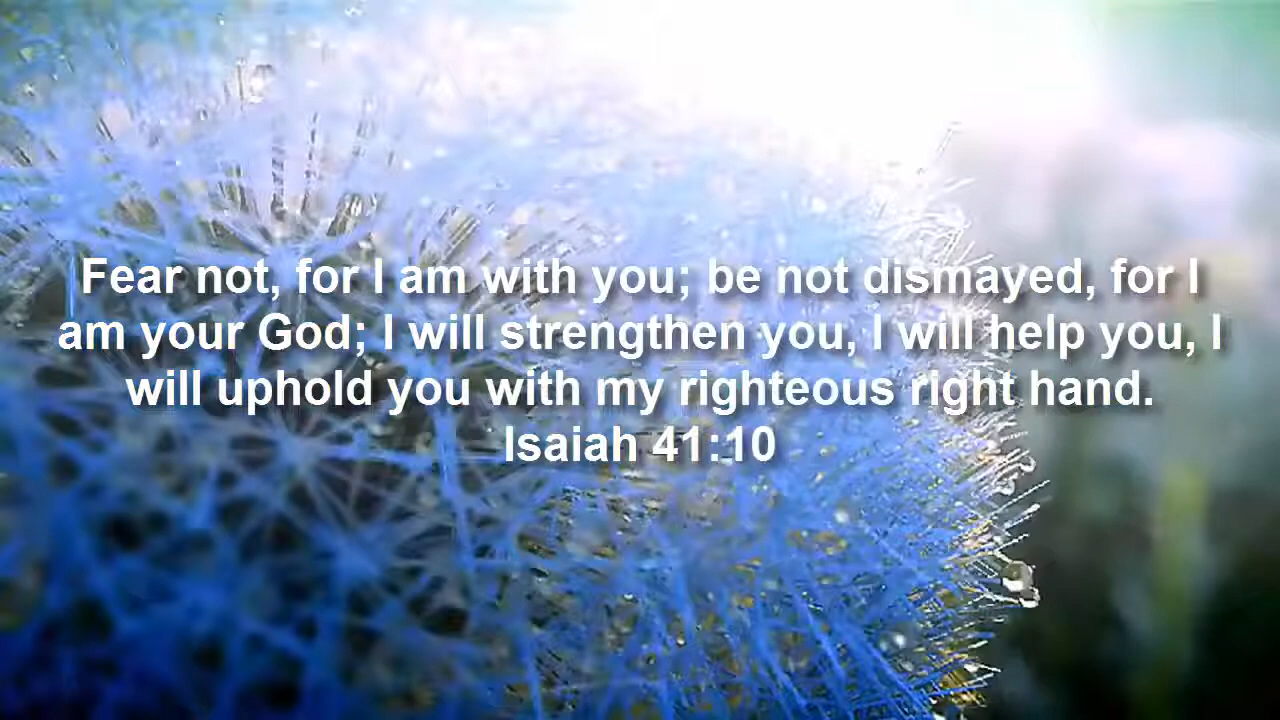 Fear not, for I am with you; be not dismayed, for I
am your God; I will strengthen you, I will help you, I
will uphold you with my righteous right hand.
Isaiah 41:10